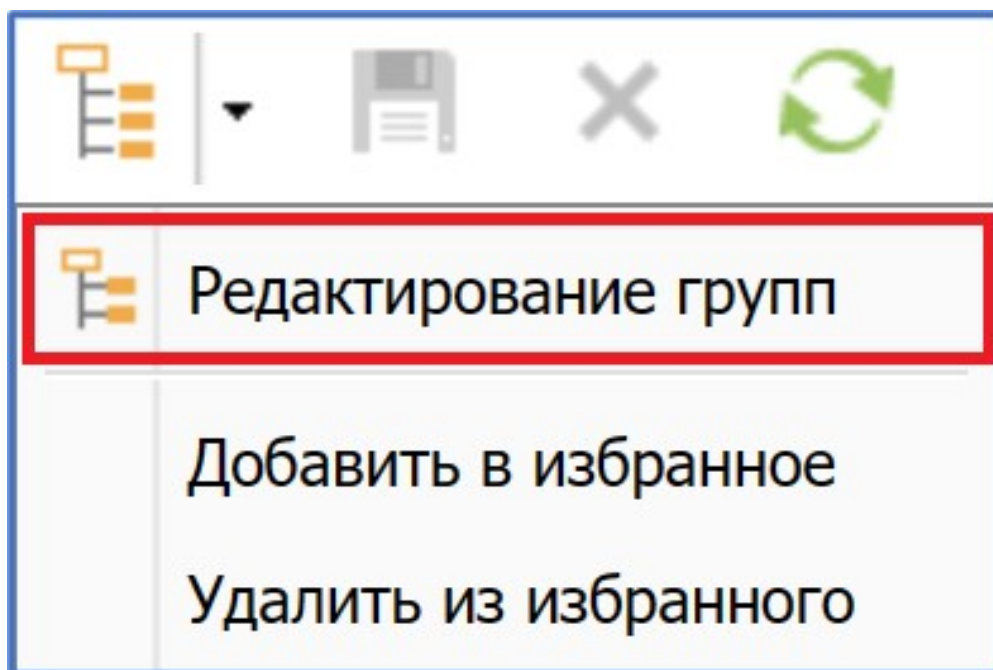 Редактирование групп
Добавить в избранное
Удалить из избранного